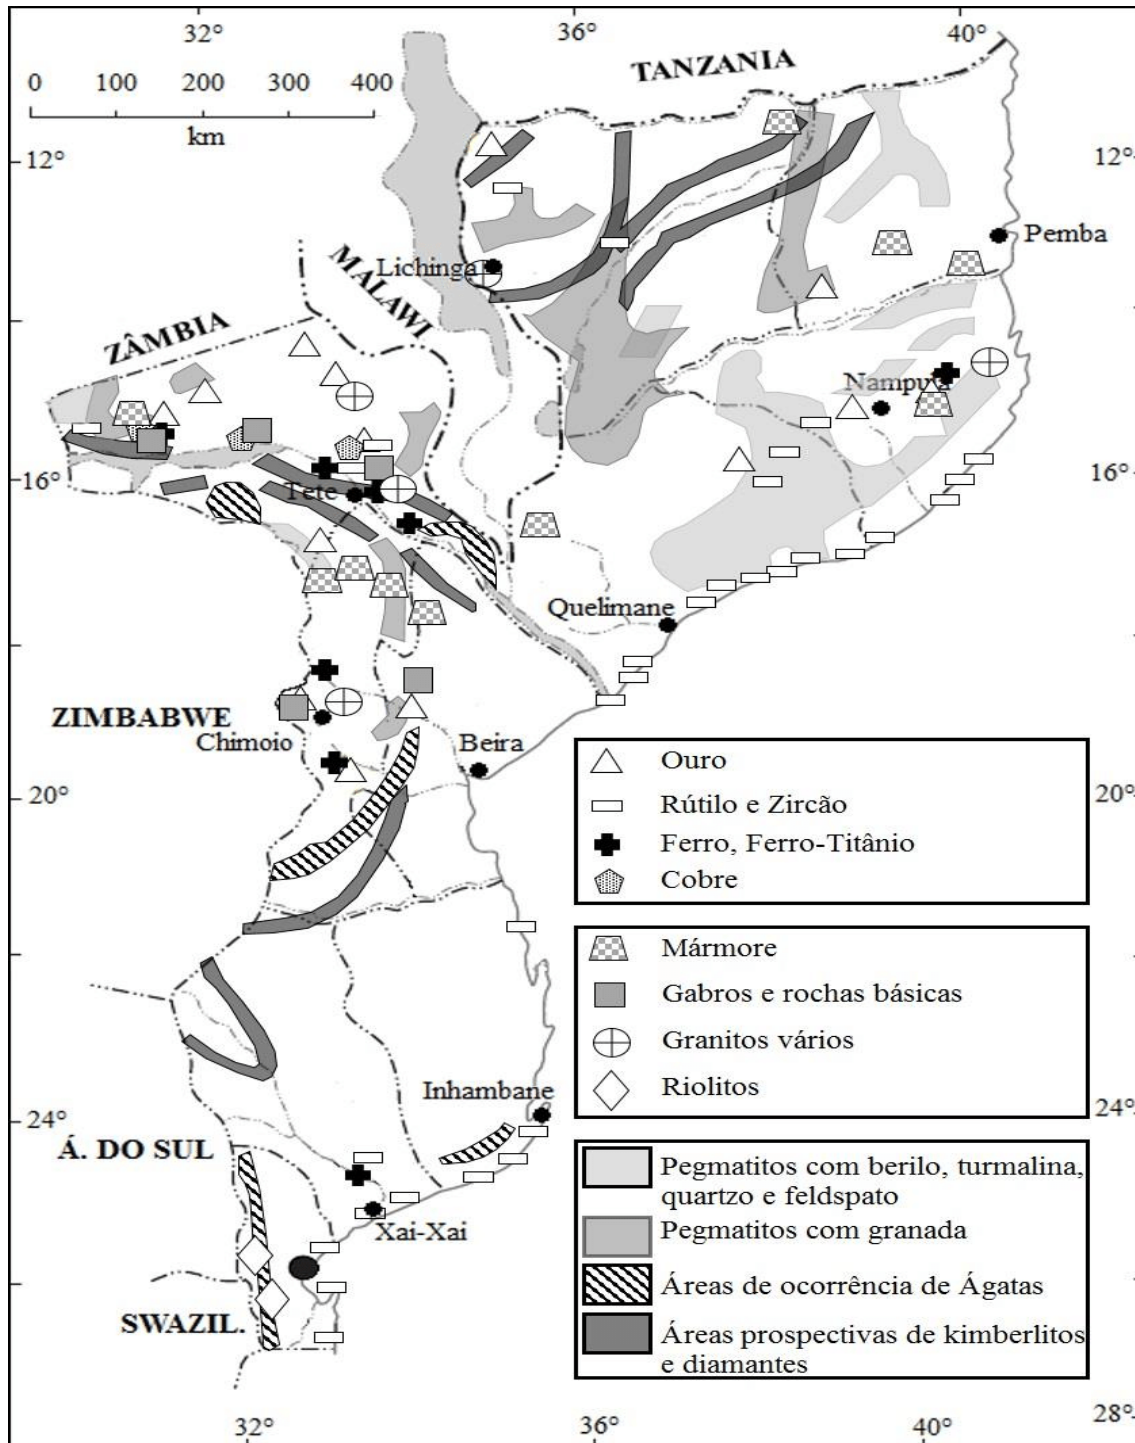 32°
36°
40°
0 100 200 300 400
km
TANZANIA
12°
12°
Pemba
Lichinga
MALAWI
ZÂMBIA
Nampula
16°
16°
Tete
Quelimane
ZIMBABWE
Chimoio
Beira
20°
20°
Ouro
Rútilo e Zircão
Ferro, Ferro-Titânio
Cobre
Mármore
Gabros e rochas básicas
Granitos vários
Riolitos
Inhambane
24°
24°
Á. DO SUL
Xai-Xai
SWAZIL.
Pegmatitos com berilo, turmalina,
quartzo e feldspato
Pegmatitos com granada
Áreas de ocorrência de Ágatas
Áreas prospectivas de kimberlitos
e diamantes
32°
36°
40°
28°